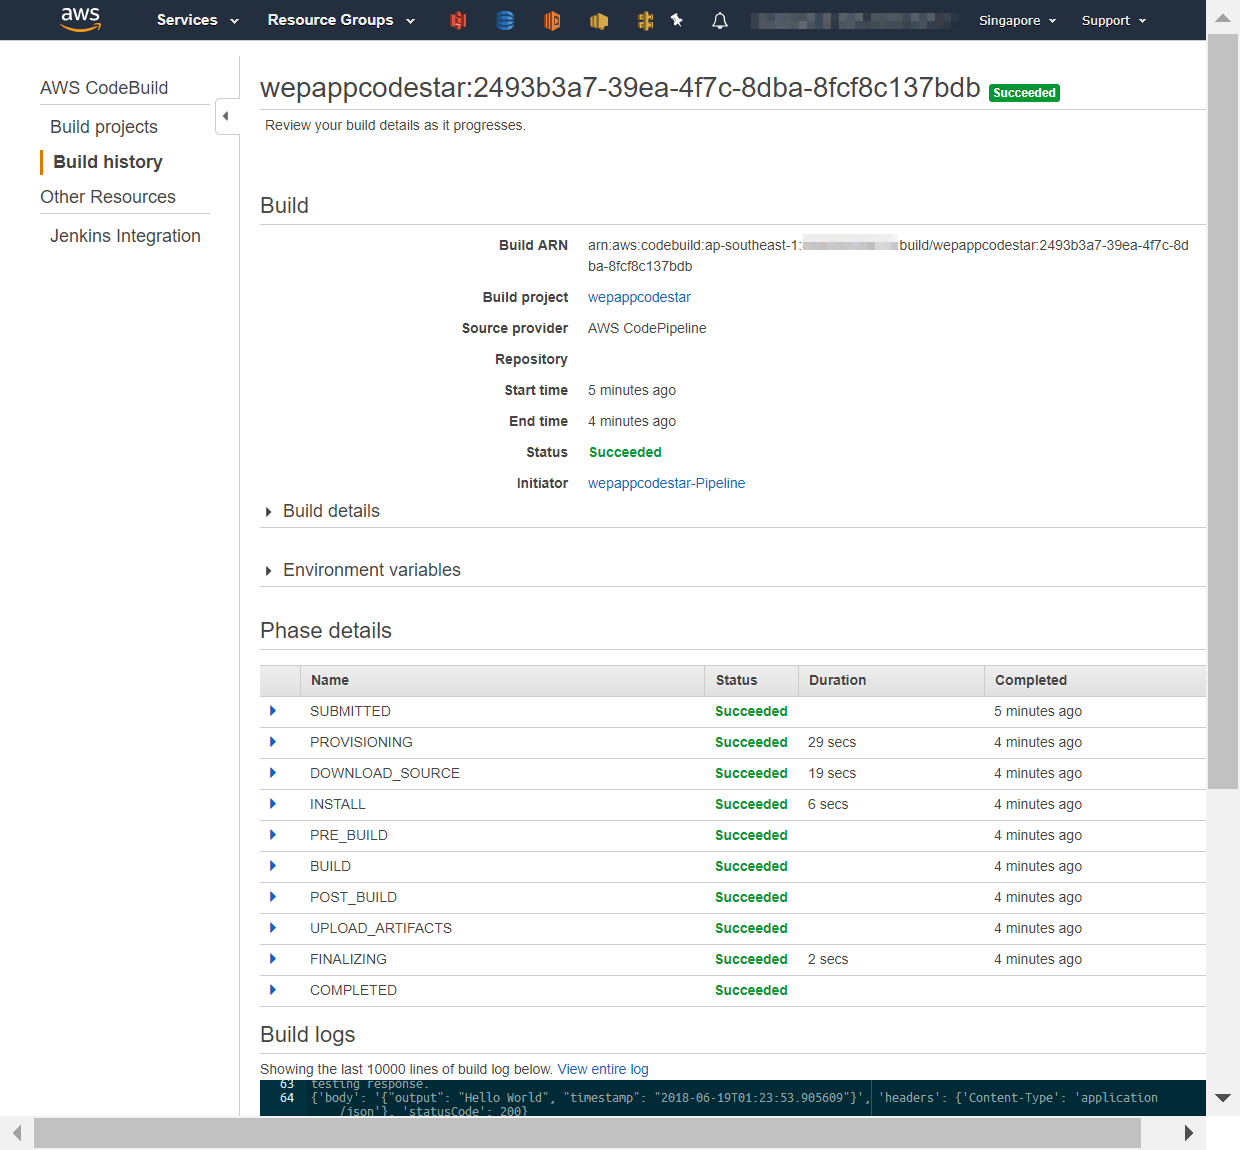 aws Services Resource Groups Singapore Support
AWS CodeBuild
Build projects
Build history
Other Resources
Jenkins Integration
wepappcodestar:2493b3a7-39ea-4f7c-8dba-8fcf8c137bdb Succeeded
Review your build details as it progresses.
Build
Build ARN arn:aws:codebuild:ap-southeast-1: build/wepappcodestar:2493b3a7-39ea-4f7c-8d
ba-8fcf8c137bdb
Build project wepappcodestar
Source provider AWS CodePipeline
Repository
Start time 5 minutes ago
End time 4 minutes ago
Status Succeeded
Initiator wepappcodestar-Pipeline
Build details
Environment variables
Phase details
Name Status Duration Completed
SUBMITTED Succeeded 5 minutes ago
PROVISIONING Succeeded 29 secs 4 minutes ago
DOWNLOAD_SOURCE Succeeded 19 secs 4 minutes ago
INSTALL Succeeded 6 secs 4 minutes ago
PRE_BUILD Succeeded 4 minutes ago
BUILD Succeeded 4 minutes ago
POST_BUILD Succeeded 4 minutes ago
UPLOAD_ARTIFACTS Succeeded 4 minutes ago
FINALIZING Succeeded 2 secs 4 minutes ago
COMPLETED Succeeded
Build logs
Showing the last 10000 lines of build log below. View entire log
63 testing response.
64 {'body': '{"output": "Hello World", "timestamp": "2018-06-19T01:23:53.905609"}', 'headers': {'Content-Type': 'application
/json'}, 'statusCode': 200}